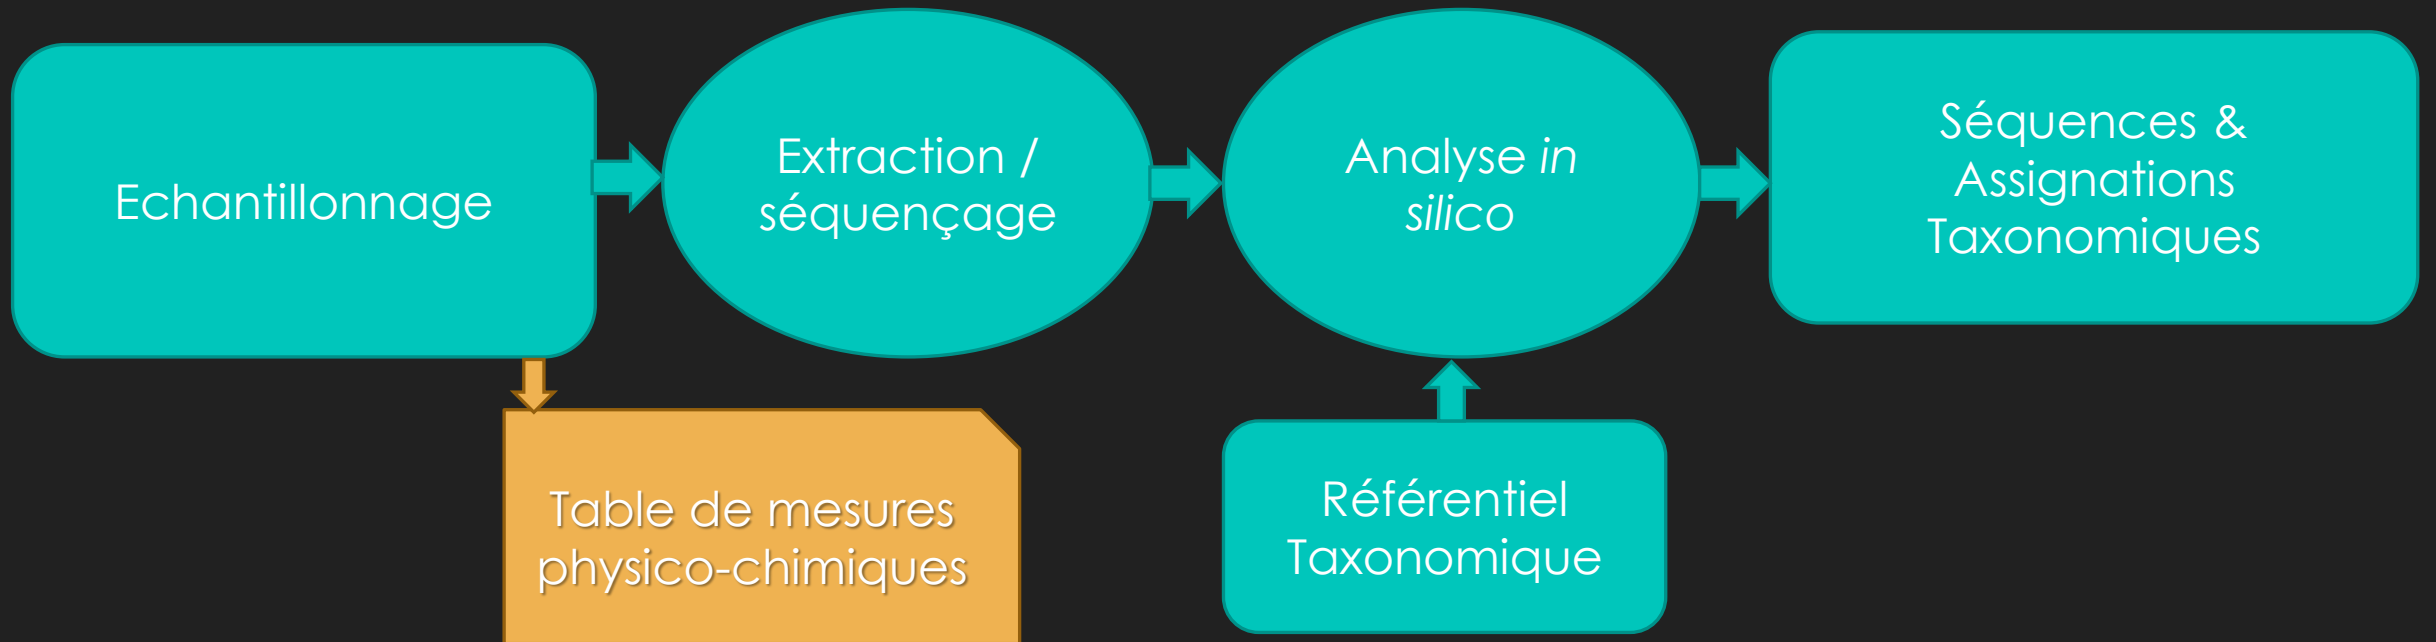 Echantillonnage
Extraction /
séquençage
Analyse in
silico
Séquences &
Assignations
Taxonomiques
Table de mesures
physico-chimiques
Référentiel
Taxonomique